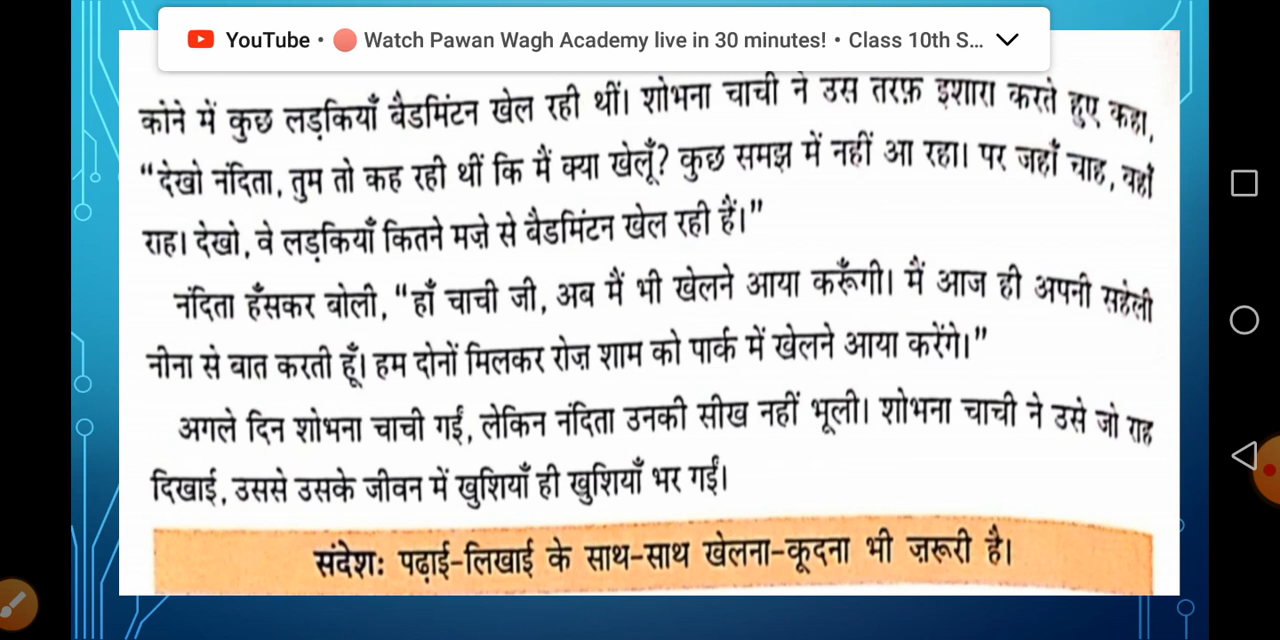 YouTube • 🔴 Watch Pawan Wagh Academy live in 30 minutes! • Class 10th S...
कोने में कुछ लड़कियाँ बैडमिंटन खेल रही थीं। शोभना चाची ने उस तरफ़ इशारा करते हुए कहा,
“देखो नंदिता, तुम तो कह रही थीं कि मैं क्या खेलूँ? कुछ समझ में नहीं आ रहा। पर जहाँ चाह, वहाँ
राह। देखो, वे लड़कियाँ कितने मज़े से बैडमिंटन खेल रही हैं।”
नंदिता हँसकर बोली, “हाँ चाची जी, अब मैं भी खेलने आया करूँगी। मैं आज ही अपनी सहेली
नीना से बात करती हूँ। हम दोनों मिलकर रोज़ शाम को पार्क में खेलने आया करेंगे।”
अगले दिन शोभना चाची गईं, लेकिन नंदिता उनकी सीख नहीं भूली। शोभना चाची ने उसे जो राह
दिखाई, उससे उसके जीवन में खुशियाँ ही खुशियाँ भर गईं।
संदेश: पढ़ाई-लिखाई के साथ-साथ खेलना-कूदना भी ज़रूरी है।